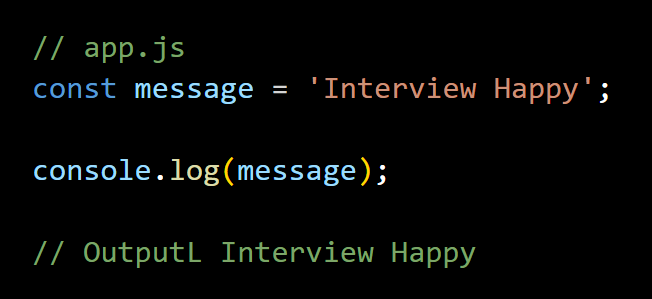 // app.js
const message = 'Interview Happy';
console.log(message);
// OutputL Interview Happy